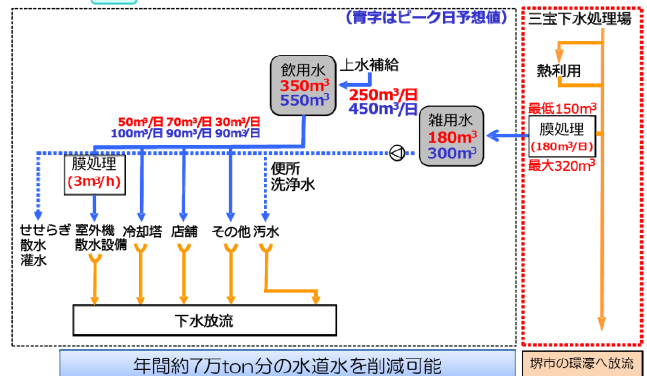 （青字はピーク日予想値）
三宝下水処理場
熱利用
最低150m³
膜処理
(180m³/日)
最大320m³
飲用水
350m³
550m³
上水補給
250m³/日
450m³/日
雑用水
180m³
300m³
50m³/日 70m³/日 30m³/日
100m³/日 90m³/日 90m³/日
膜処理
(3m³/h)
便所
洗浄水
せせらぎ
散水
灌水
室外機
散水設備
冷却塔
店舗
その他
汚水
下水放流
年間約7万ton分の水道水を削減可能
堺市の環濠へ放流